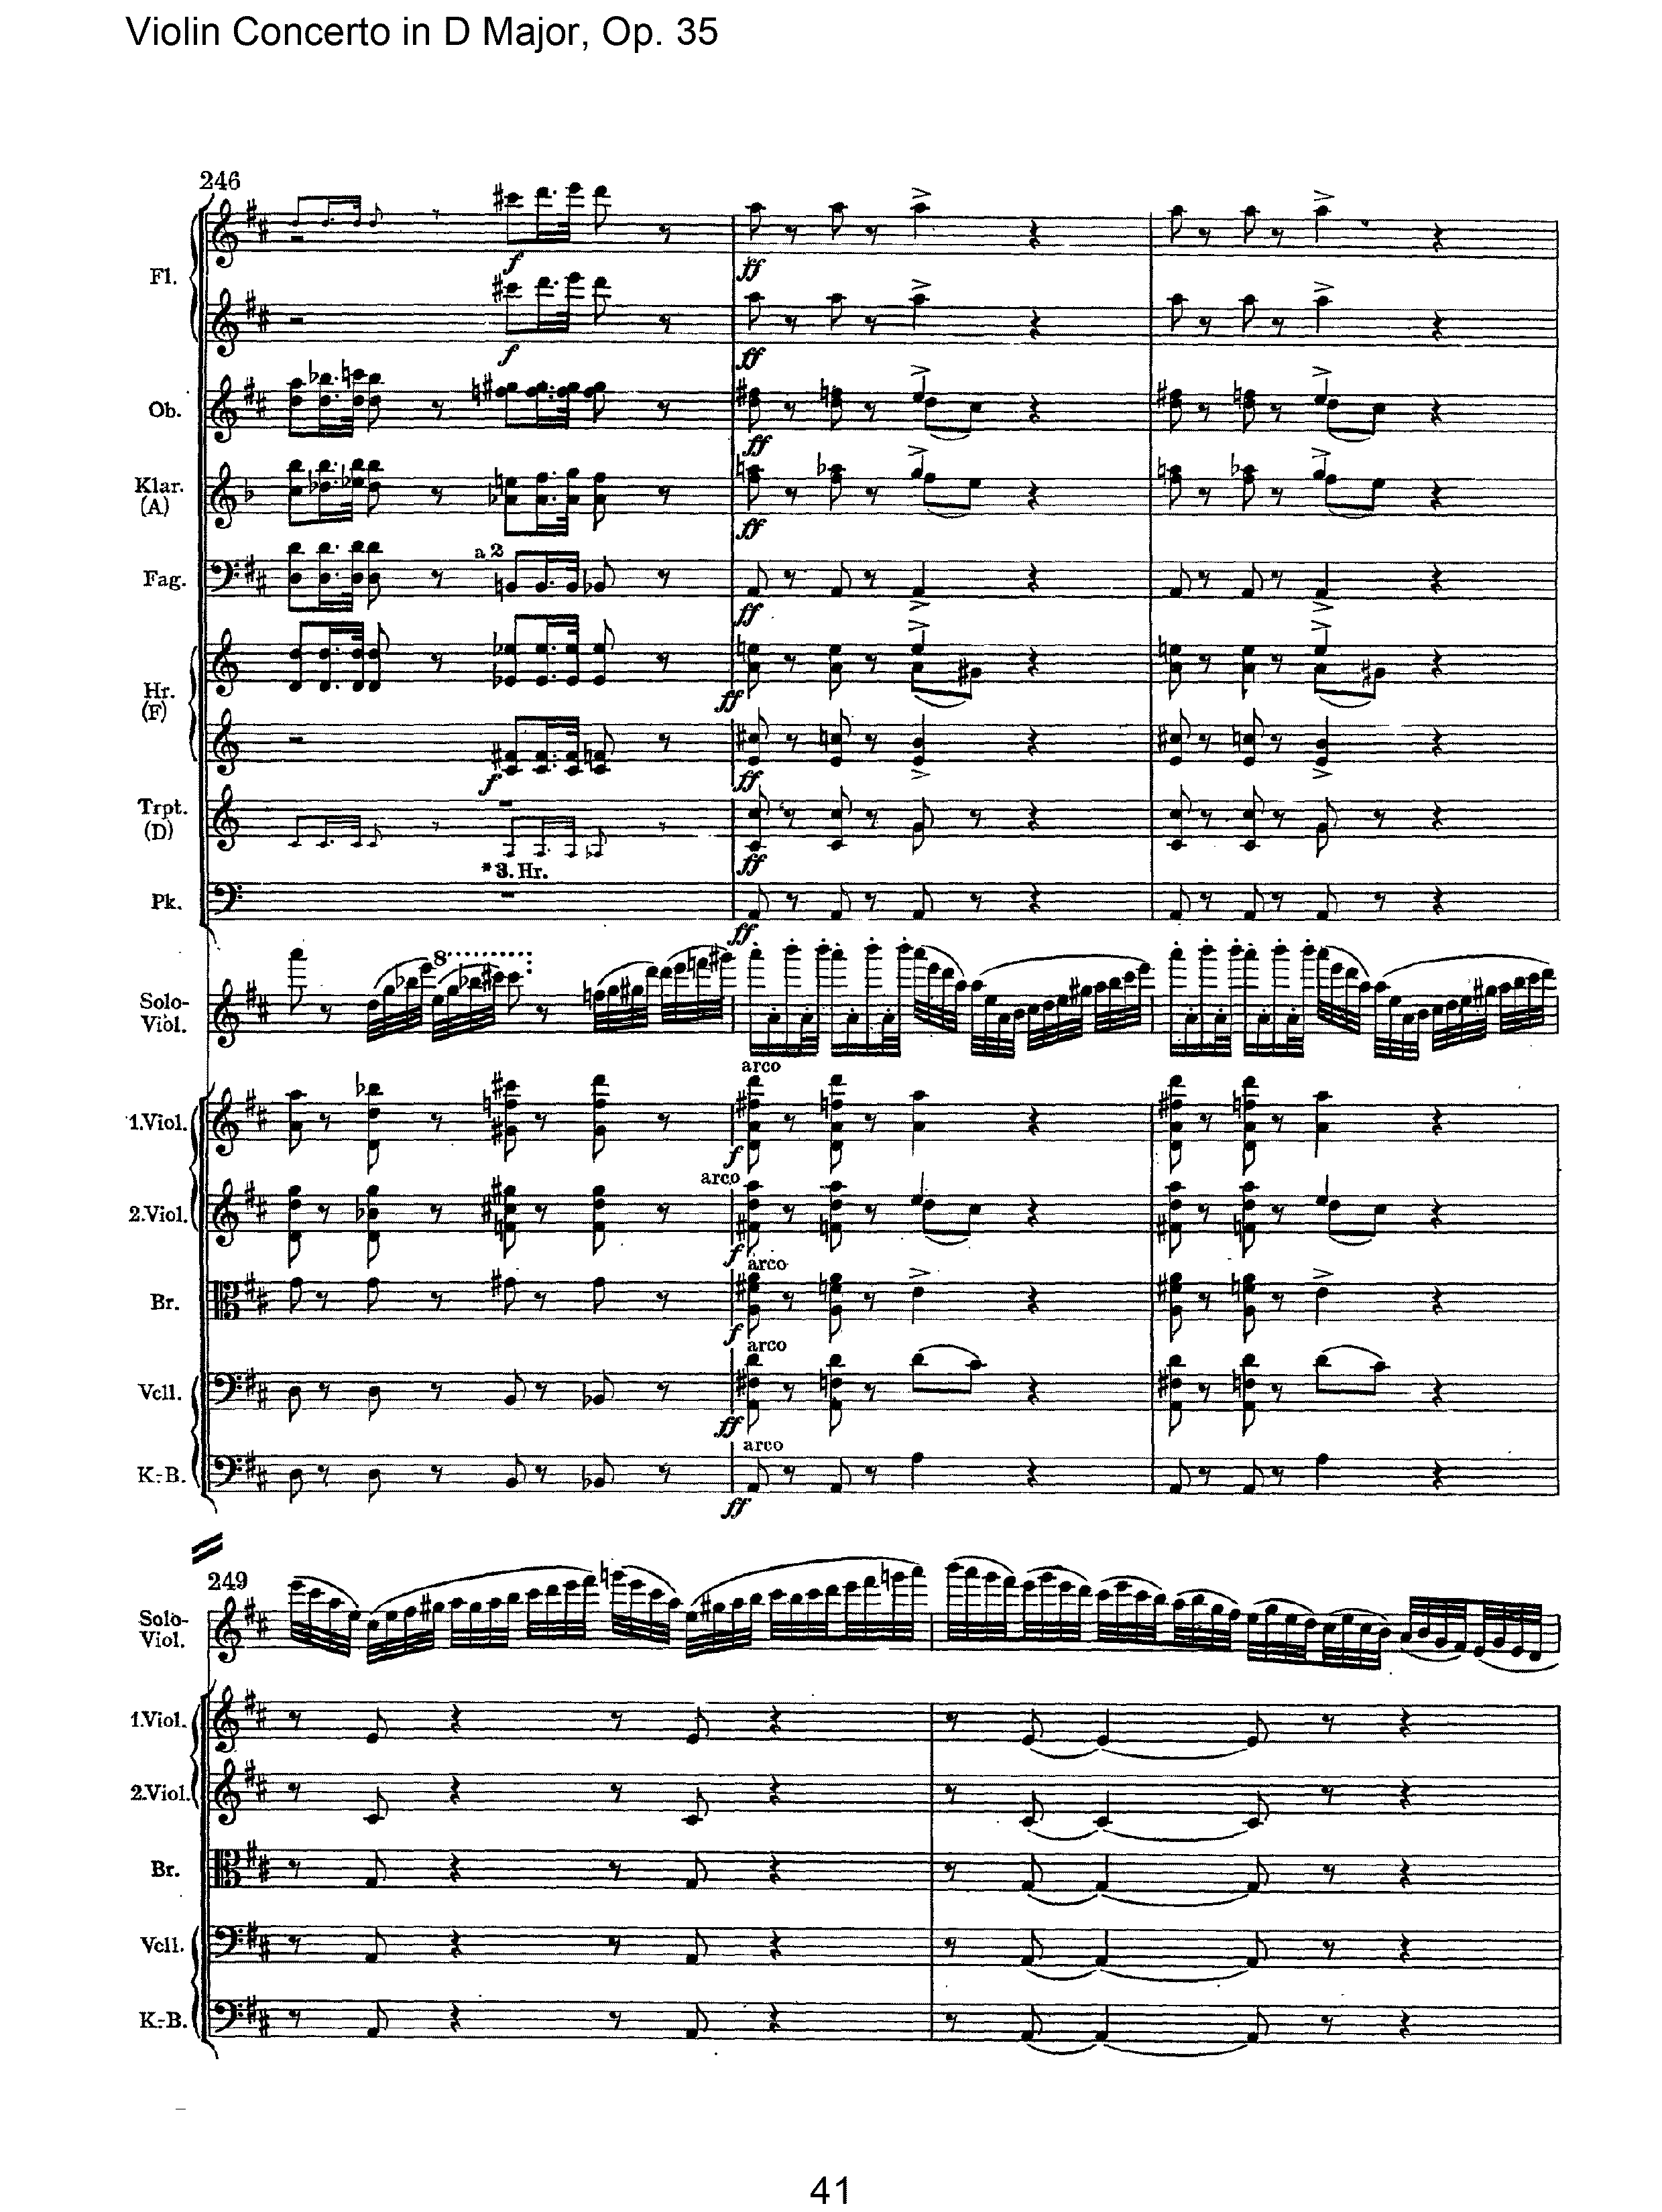 Violin Concerto in D Major, Op. 35
246
Fl.
f
ff
f
ff
Ob.
ff
Klar.
(A)
ff
Fag.
a 2
ff
Hr.
(F)
ff
f
ff
Trpt.
(D)
ff
* 3. Hr.
Pk.
ff
8
Solo-
Viol.
arco
1.Viol.
f
arco
2.Viol.
f
arco
Br.
f
arco
Vcll.
ff
arco
K.-B.
ff
249
Solo-
Viol.
1.Viol.
2.Viol.
Br.
Vcll.
K.-B.
41